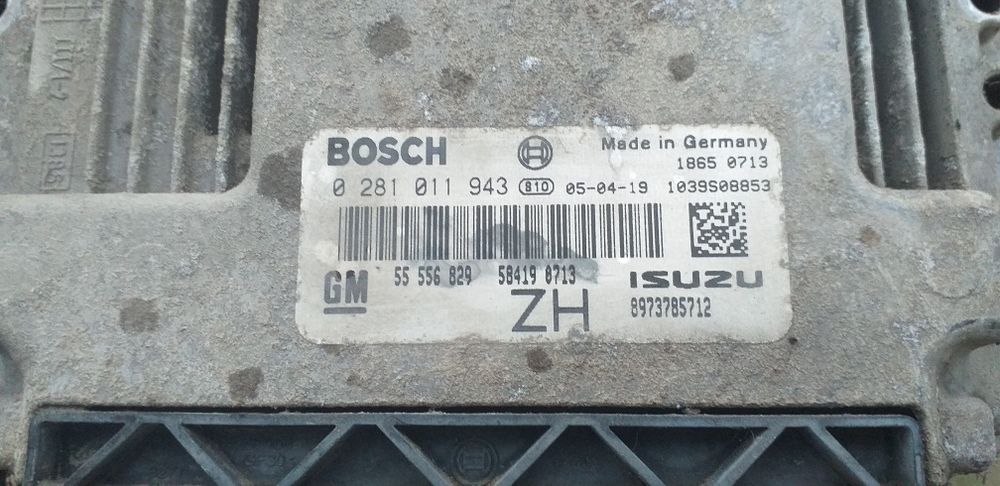 BOSCH Made in Germany
1865 0713
0 281 011 943 810 05-04-19 1039S08853
GM 55 556 829 58419 0713 ISUZU
ZH 8973785712